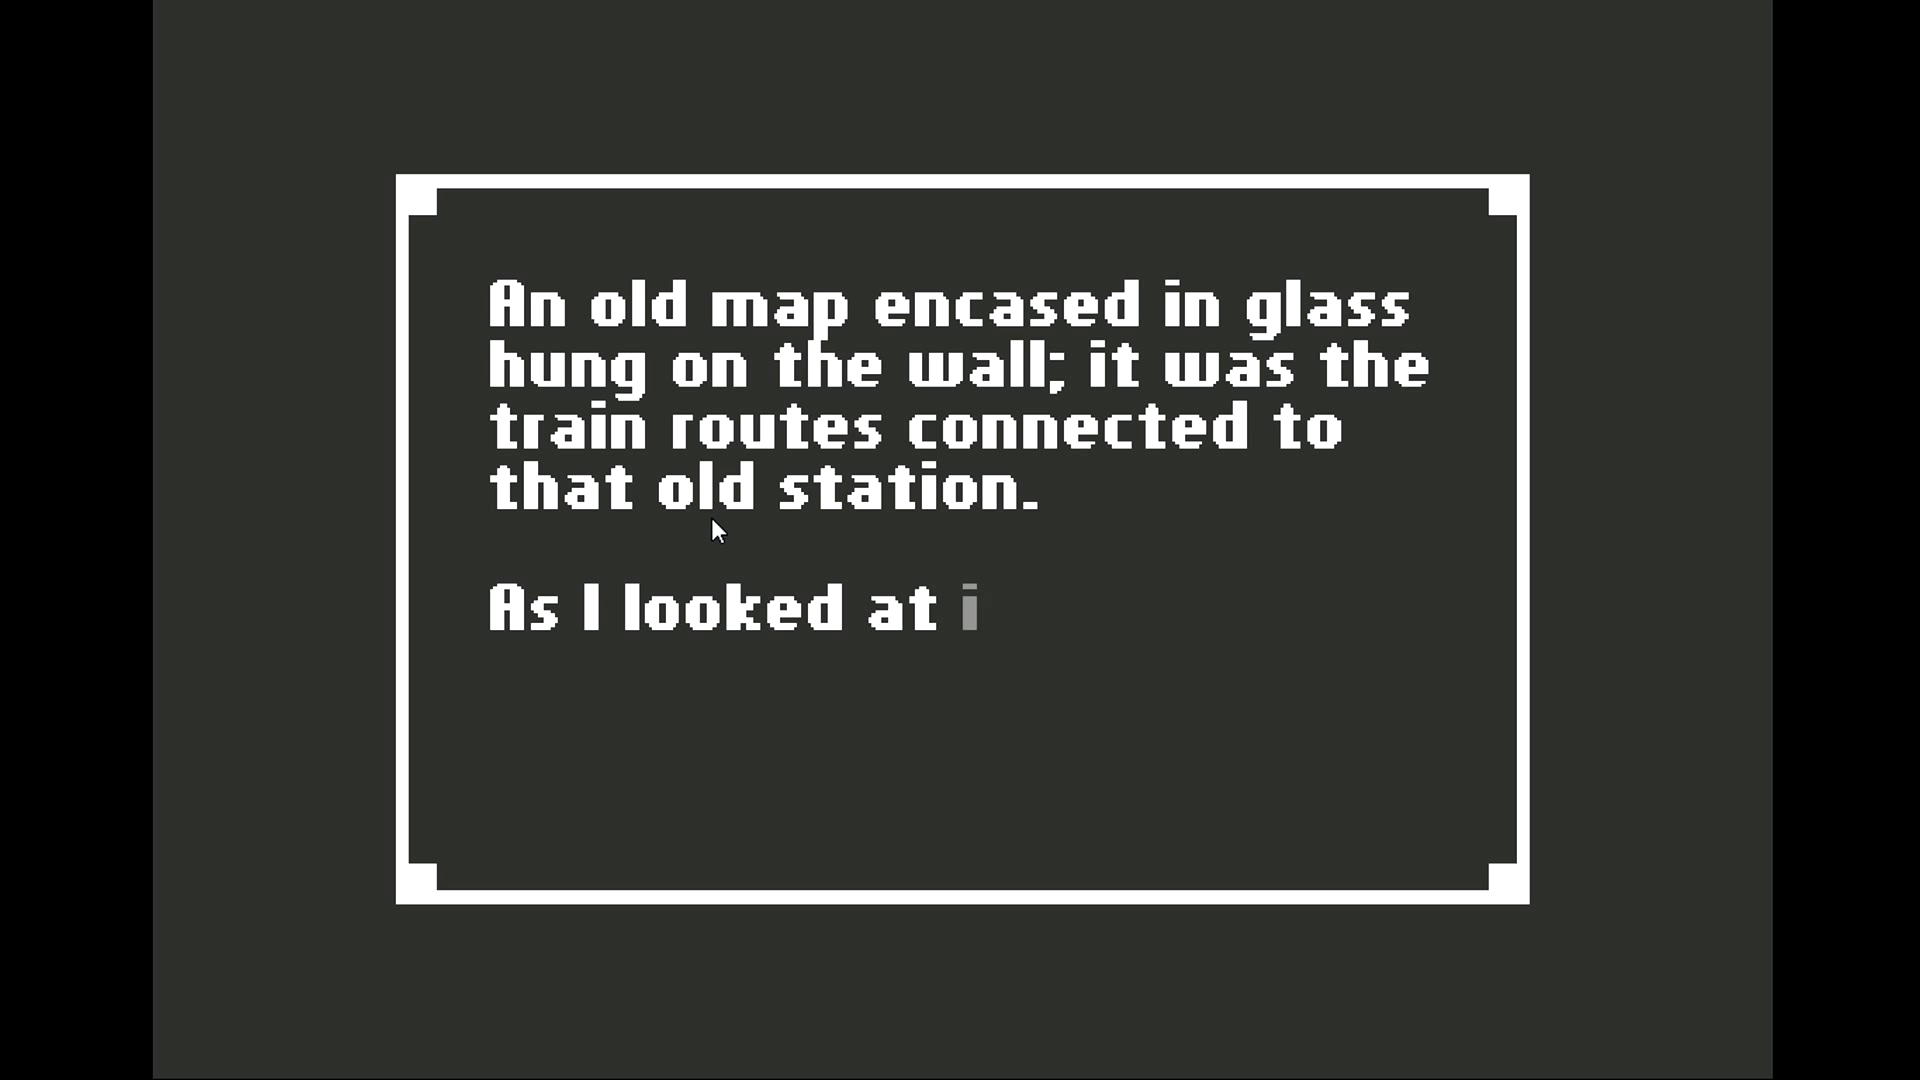 An old map encased in glass
hung on the wall; it was the
train routes connected to
that old station.
As I looked at i